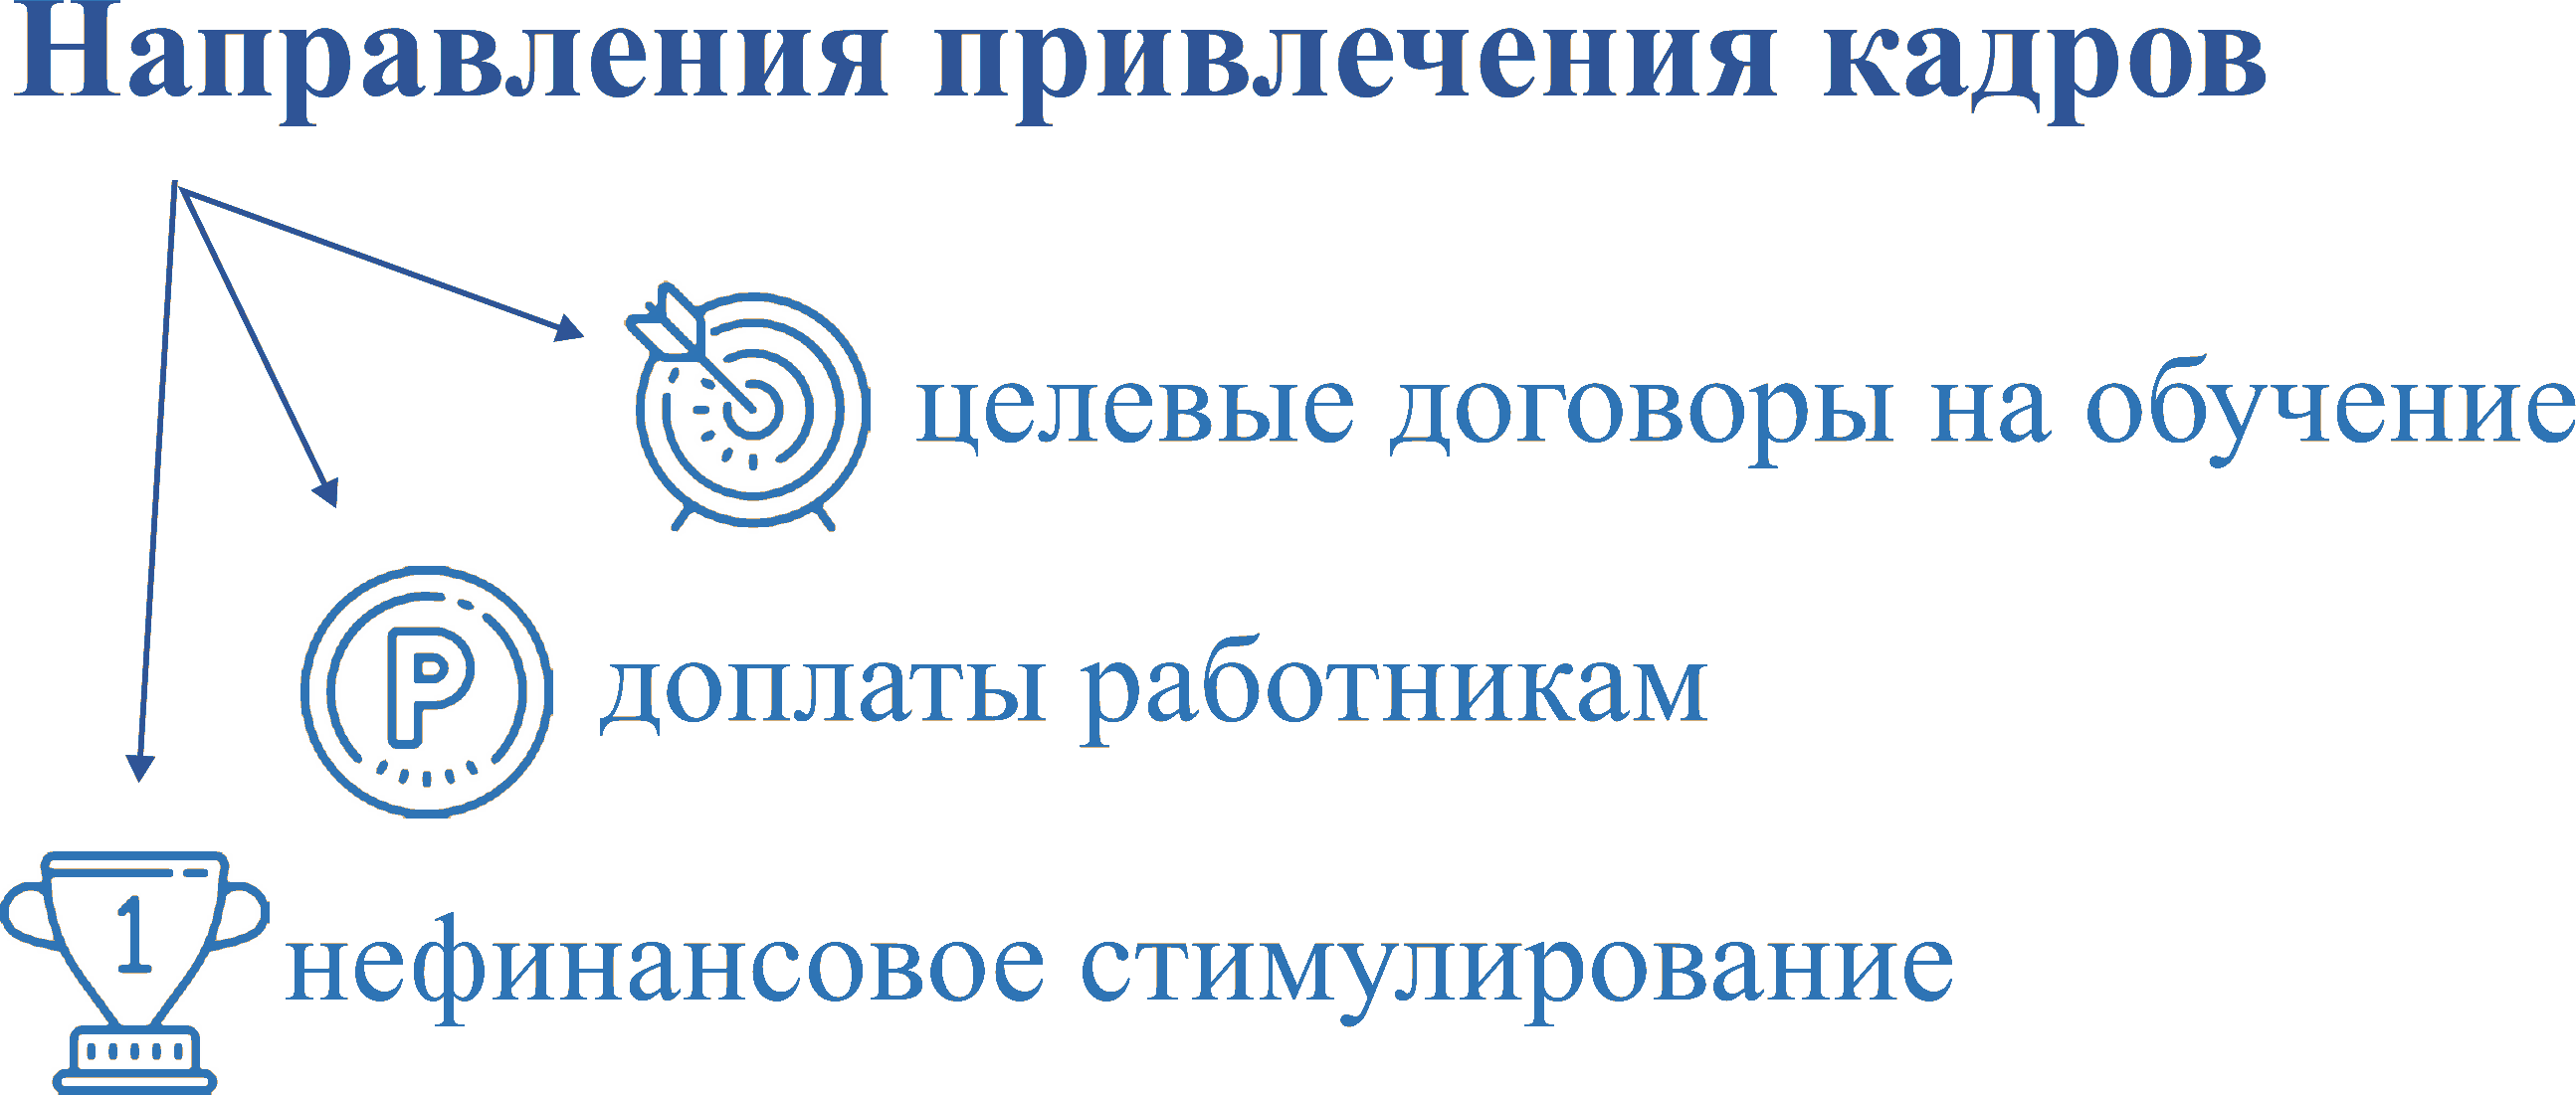 Направления привлечения кадров
целевые договоры на обучение
Р
доплаты работникам
1
нефинансовое стимулирование